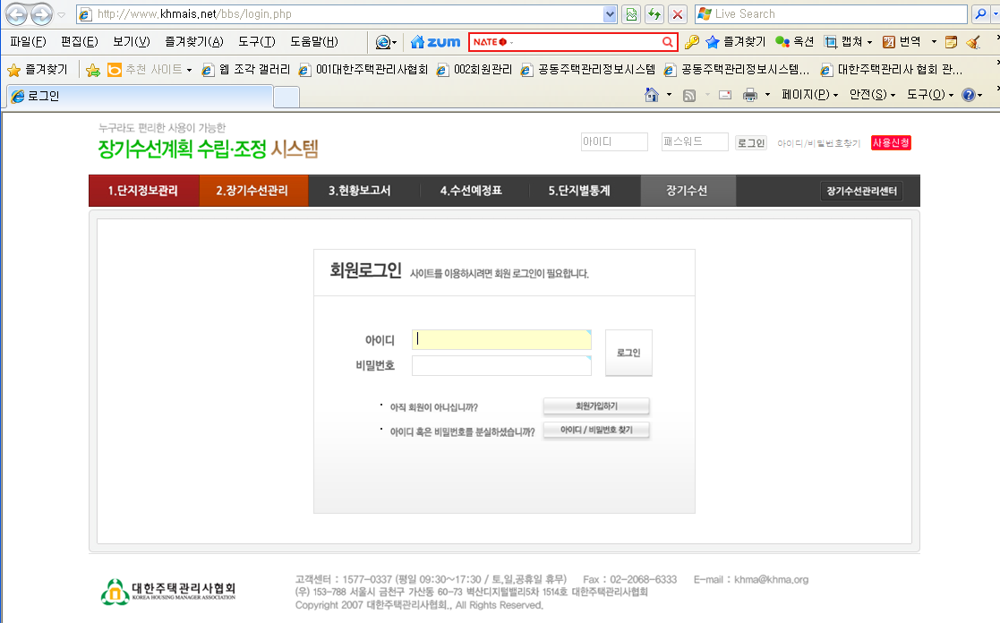 http://www.khmais.net/bbs/login.php
Live Search
파일(F) 편집(E) 보기(V) 즐겨찾기(A) 도구(T) 도움말(H)
zum NATE 즐겨찾기 옥션 캡쳐 번역
즐겨찾기 추천 사이트 웹 조각 갤러리 001대한주택관리사협회 002회원관리 공동주택관리정보시스템 공동주택관리정보시스템... 대한주택관리사 협회 관...
로그인
페이지(P) 안전(S) 도구(O)
누구라도 편리한 사용이 가능한
장기수선계획 수립·조정 시스템
아이디 패스워드 로그인 아이디/비밀번호찾기 사용신청
1.단지정보관리 2.장기수선관리 3.현황보고서 4.수선예정표 5.단지별통계 장기수선 장기수선관리센터
회원로그인 사이트를 이용하시려면 회원 로그인이 필요합니다.
아이디
비밀번호
로그인
· 아직 회원이 아니십니까? 회원가입하기
· 아이디 혹은 비밀번호를 분실하셨습니까? 아이디 / 비밀번호 찾기
대한주택관리사협회
KOREA HOUSING MANAGER ASSOCIATION
고객센터 : 1577-0337 (평일 09:30~17:30 / 토,일,공휴일 휴무) Fax : 02-2068-6333 E-mail : khma@khma.org
(우) 153-788 서울시 금천구 가산동 60-73 벽산디지털밸리5차 1514호 대한주택관리사협회
Copyright 2007 대한주택관리사협회., All Rights Reserved.